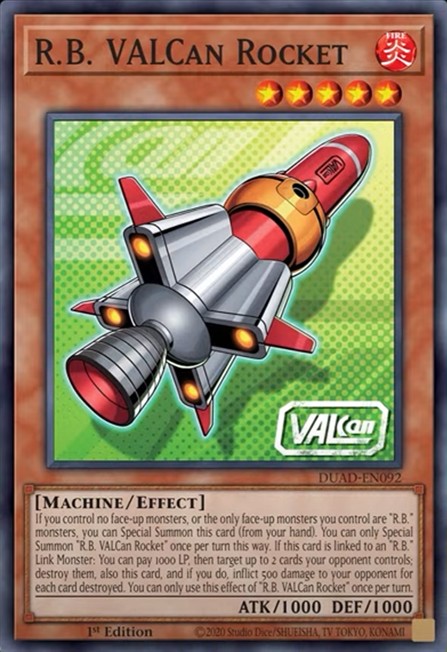 R.B. VALCAN ROCKET
FIRE
炎
VALCan
DUAD-EN092
[MACHINE/EFFECT]
If you control no face-up monsters, or the only face-up monsters you control are "R.B."
monsters, you can Special Summon this card (from your hand). You can only Special
Summon "R.B. VALCan Rocket" once per turn this way. If this card is linked to an "R.B."
Link Monster: You can pay 1000 LP, then target up to 2 cards your opponent controls;
destroy them, also this card, and if you do, inflict 500 damage to your opponent for
each card destroyed. You can only use this effect of "R.B. VALCan Rocket" once per turn.
ATK/1000 DEF/1000
1st Edition
©2020 Studio Dice/SHUEISHA, TV TOKYO, KONAMI